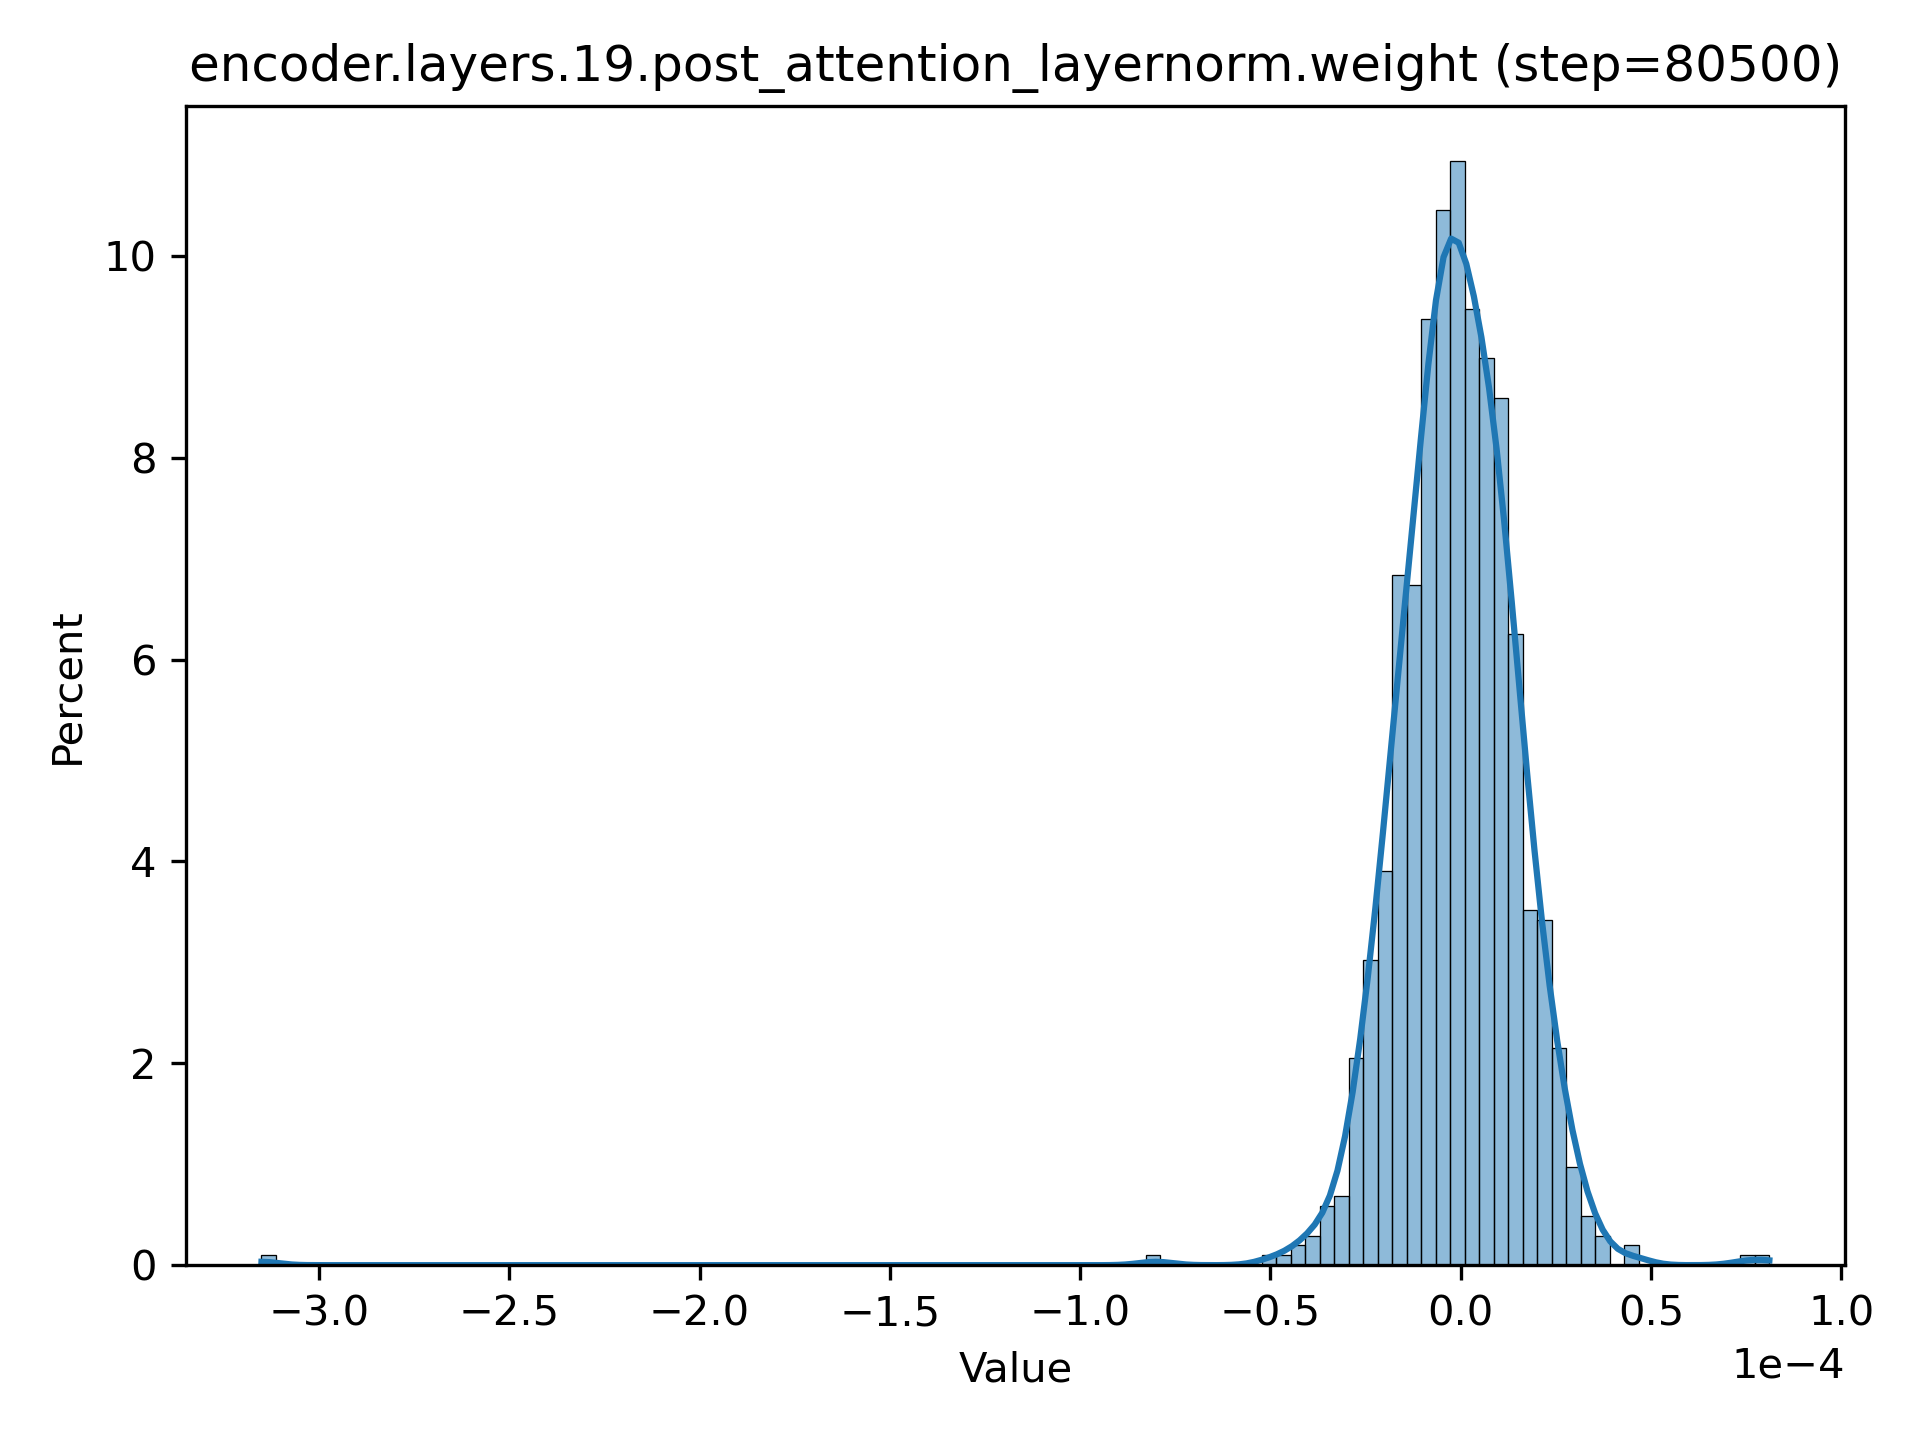 encoder.layers.19.post_attention_layernorm.weight (step=80500)
10
8
6
4
2
0
Percent
−3.0 −2.5 −2.0 −1.5 −1.0 −0.5 0.0 0.5 1.0
Value
1e−4